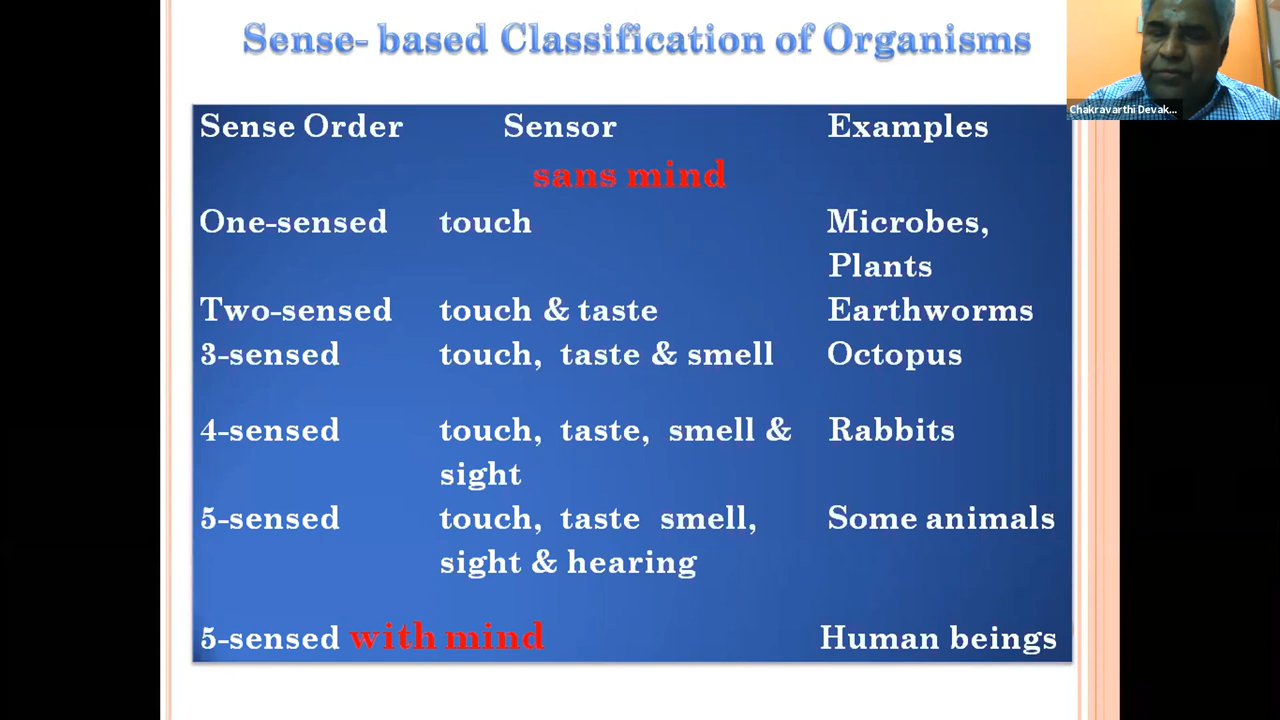 Sense- based Classification of Organisms
Chakravarthi Devak...
Sense Order Sensor Examples
sans mind
One-sensed touch Microbes,
Plants
Two-sensed touch & taste Earthworms
3-sensed touch, taste & smell Octopus
4-sensed touch, taste, smell & Rabbits
sight
5-sensed touch, taste smell, Some animals
sight & hearing
5-sensed with mind Human beings